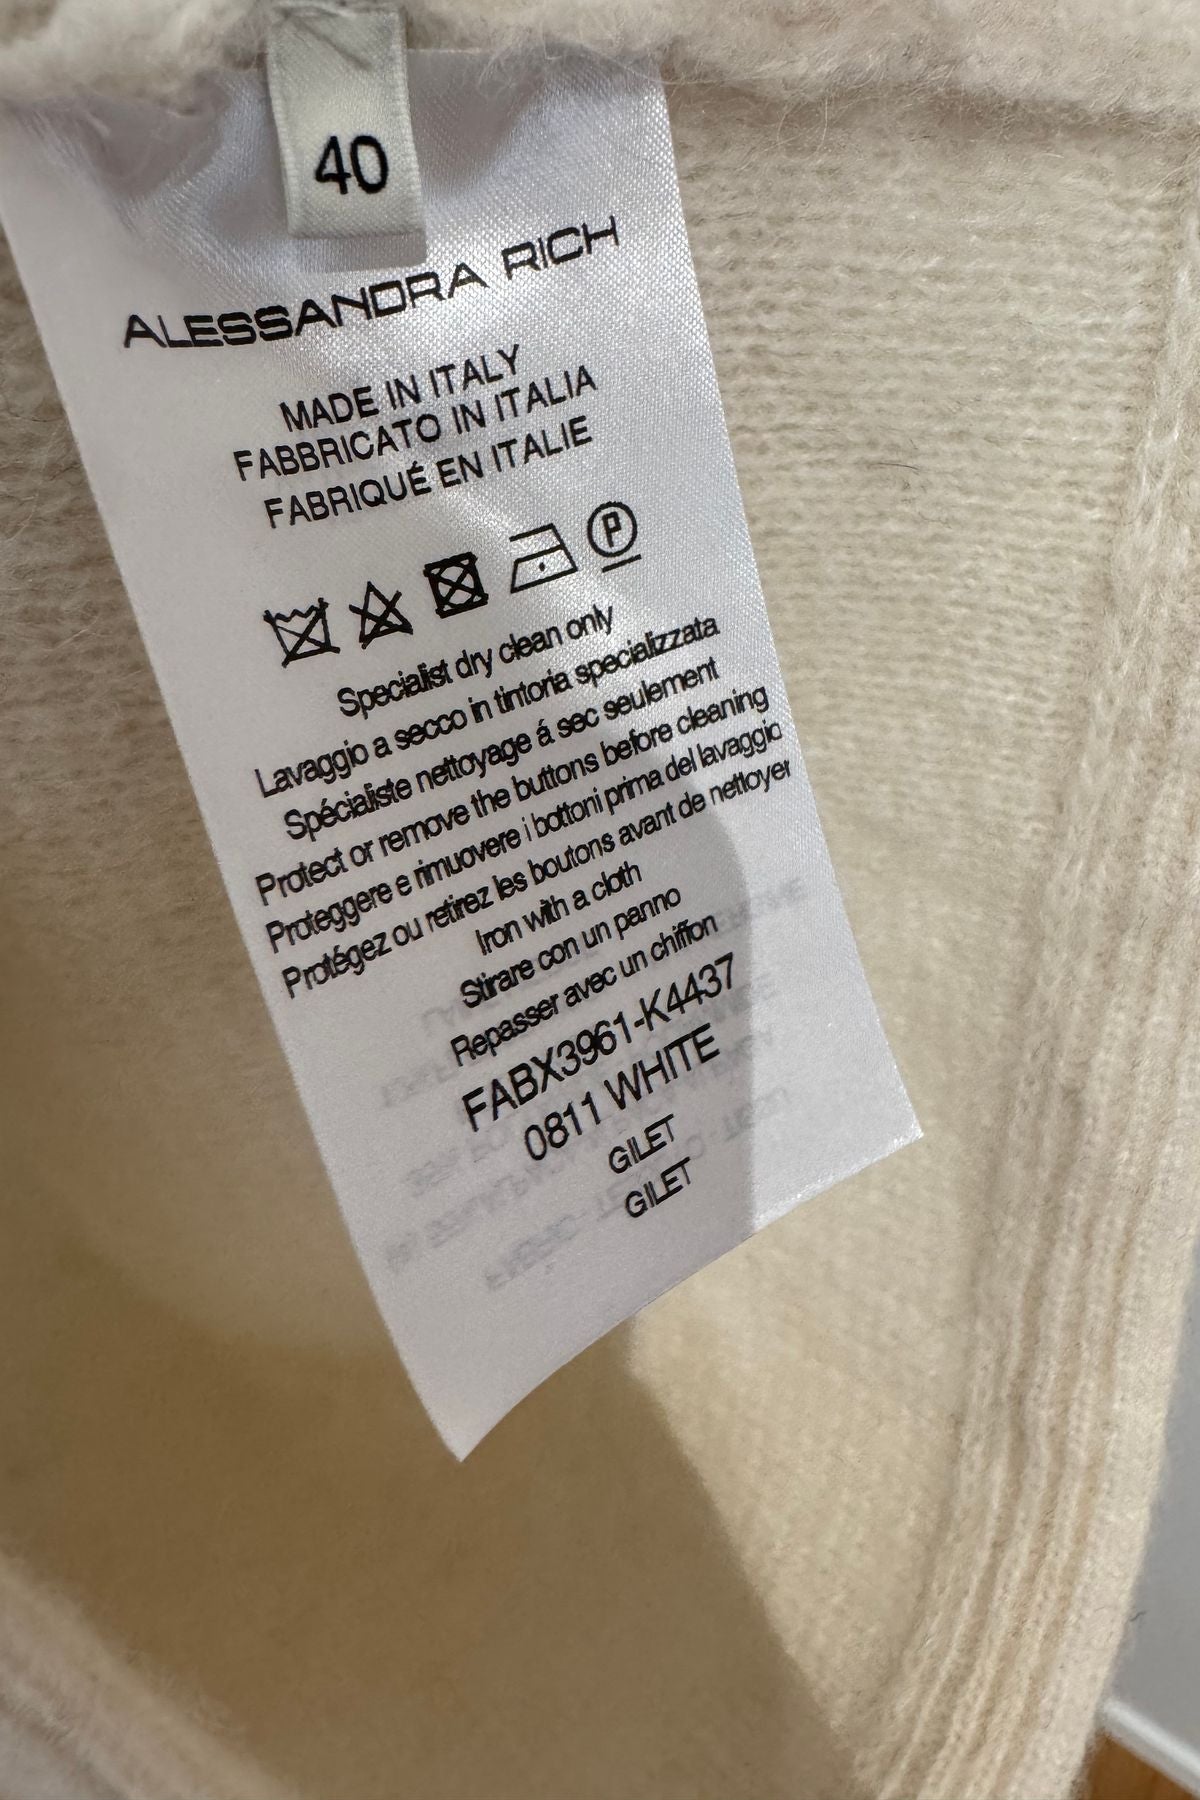 40
ALESSANDRA RICH
MADE IN ITALY
FABBRICATO IN ITALIA
FABRIQUÉ EN ITALIE
P
Specialist dry clean only
Lavaggio a secco in tintoria specializzata
Spécialiste nettoyage á sec seulement
Protect or remove the buttons before cleaning
Proteggere e rimuovere i bottoni prima del lavaggio
Protégez ou retirez les boutons avant de nettoyer
Iron with a cloth
Stirare con un panno
Repasser avec un chiffon
FABX3961-K4437
0811 WHITE
GILET
GILET